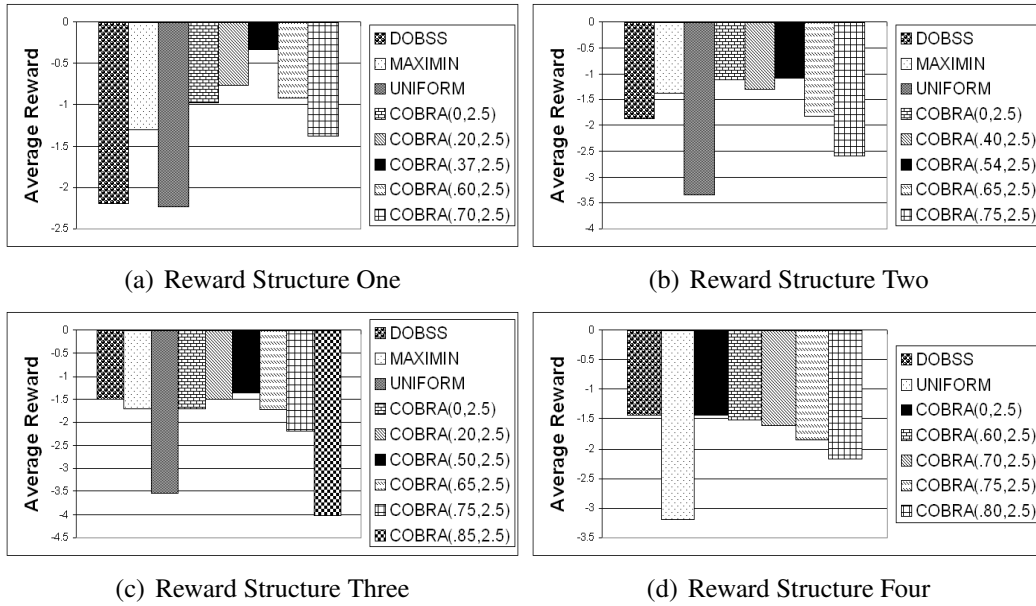 0
-0.5
-1
-1.5
-2
-2.5
Average Reward
DOBSS
MAXIMIN
UNIFORM
COBRA(0,2.5)
COBRA(.20,2.5)
COBRA(.37,2.5)
COBRA(.60,2.5)
COBRA(.70,2.5)
(a) Reward Structure One
0
-0.5
-1
-1.5
-2
-2.5
-3
-3.5
-4
Average Reward
DOBSS
MAXIMIN
UNIFORM
COBRA(0,2.5)
COBRA(.40,2.5)
COBRA(.54,2.5)
COBRA(.65,2.5)
COBRA(.75,2.5)
(b) Reward Structure Two
0
-0.5
-1
-1.5
-2
-2.5
-3
-3.5
-4
-4.5
Average Reward
DOBSS
MAXIMIN
UNIFORM
COBRA(0,2.5)
COBRA(.20,2.5)
COBRA(.50,2.5)
COBRA(.65,2.5)
COBRA(.75,2.5)
COBRA(.85,2.5)
(c) Reward Structure Three
0
-0.5
-1
-1.5
-2
-2.5
-3
-3.5
Average Reward
DOBSS
UNIFORM
COBRA(0,2.5)
COBRA(.60,2.5)
COBRA(.70,2.5)
COBRA(.75,2.5)
COBRA(.80,2.5)
(d) Reward Structure Four